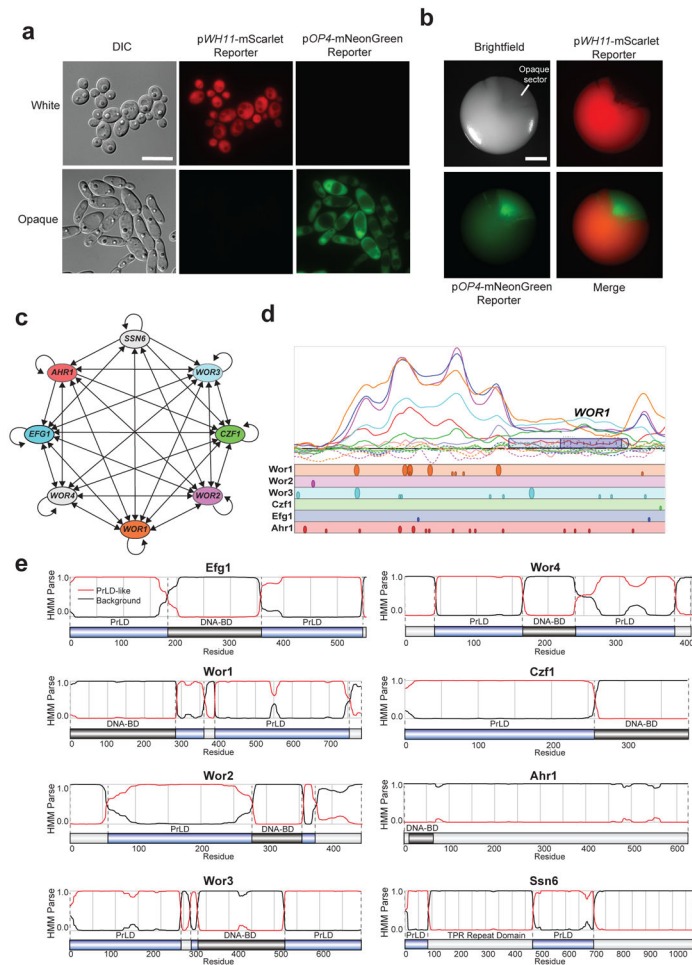 a
DIC
pWH11-mScarlet
Reporter
pOP4-mNeonGreen
Reporter
White
Opaque
b
Brightfield
pWH11-mScarlet
Reporter
Opaque
sector
pOP4-mNeonGreen
Reporter
Merge
c
SSN6
AHR1
WOR3
EFG1
CZF1
WOR4
WOR2
WOR1
d
WOR1
Wor1
Wor2
Wor3
Czf1
Efg1
Ahr1
e
Efg1
HMM Parse
1.0
0.0
PrLD-like
Background
PrLD
DNA-BD
PrLD
0 100 200 300 400 500
Residue
Wor4
HMM Parse
1.0
0.0
PrLD
DNA-BD
PrLD
0 100 200 300 400
Residue
Wor1
HMM Parse
1.0
0.0
DNA-BD
PrLD
0 100 200 300 400 500 600 700
Residue
Czf1
HMM Parse
1.0
0.0
PrLD
DNA-BD
0 100 200 300
Residue
Wor2
HMM Parse
1.0
0.0
PrLD
DNA-BD
0 100 200 300 400
Residue
Ahr1
HMM Parse
1.0
0.0
DNA-BD
0 100 200 300 400 500 600
Residue
Wor3
HMM Parse
1.0
0.0
PrLD
DNA-BD
PrLD
0 100 200 300 400 500 600
Residue
Ssn6
HMM Parse
1.0
0.0
PrLD
TPR Repeat Domain
PrLD
0 100 200 300 400 500 600 700 800 900 1000
Residue